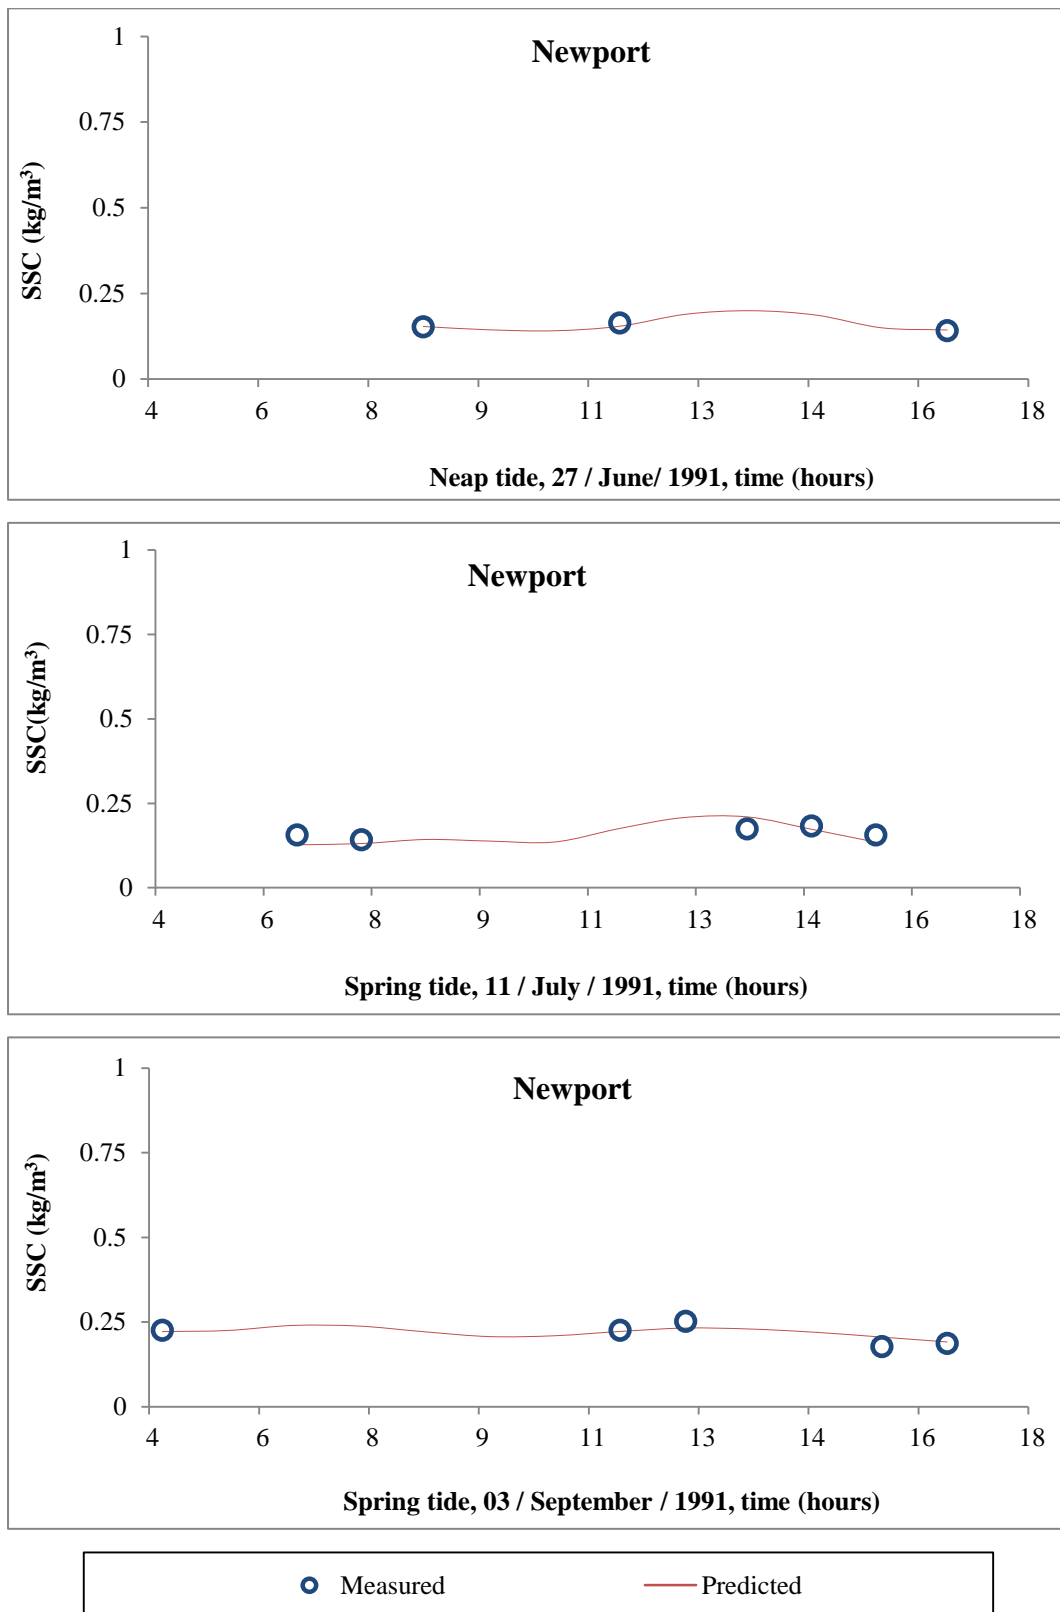 Newport
1
0.75
0.5
0.25
0
SSC (kg/m³)
4 6 8 9 11 13 14 16 18
Neap tide, 27 / June/ 1991, time (hours)
Newport
1
0.75
0.5
0.25
0
SSC(kg/m³)
4 6 8 9 11 13 14 16 18
Spring tide, 11 / July / 1991, time (hours)
Newport
1
0.75
0.5
0.25
0
SSC (kg/m³)
4 6 8 9 11 13 14 16 18
Spring tide, 03 / September / 1991, time (hours)
Measured Predicted